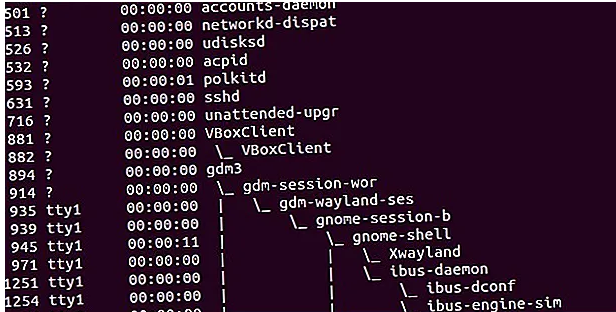 501 ? 00:00:00 accounts-daemon
513 ? 00:00:00 networkd-dispat
526 ? 00:00:00 udisksd
532 ? 00:00:00 acpid
593 ? 00:00:01 polkitd
631 ? 00:00:00 sshd
716 ? 00:00:00 unattended-upgr
881 ? 00:00:00 VBoxClient
882 ? 00:00:00 \_ VBoxClient
894 ? 00:00:00 gdm3
914 ? 00:00:00 \_ gdm-session-wor
935 tty1 00:00:00 | \_ gdm-wayland-ses
939 tty1 00:00:00 | \_ gnome-session-b
945 tty1 00:00:11 | \_ gnome-shell
971 tty1 00:00:00 | | \_ Xwayland
1251 tty1 00:00:00 | | \_ ibus-daemon
1254 tty1 00:00:00 | | \_ ibus-dconf
| | \_ ibus-engine-sim